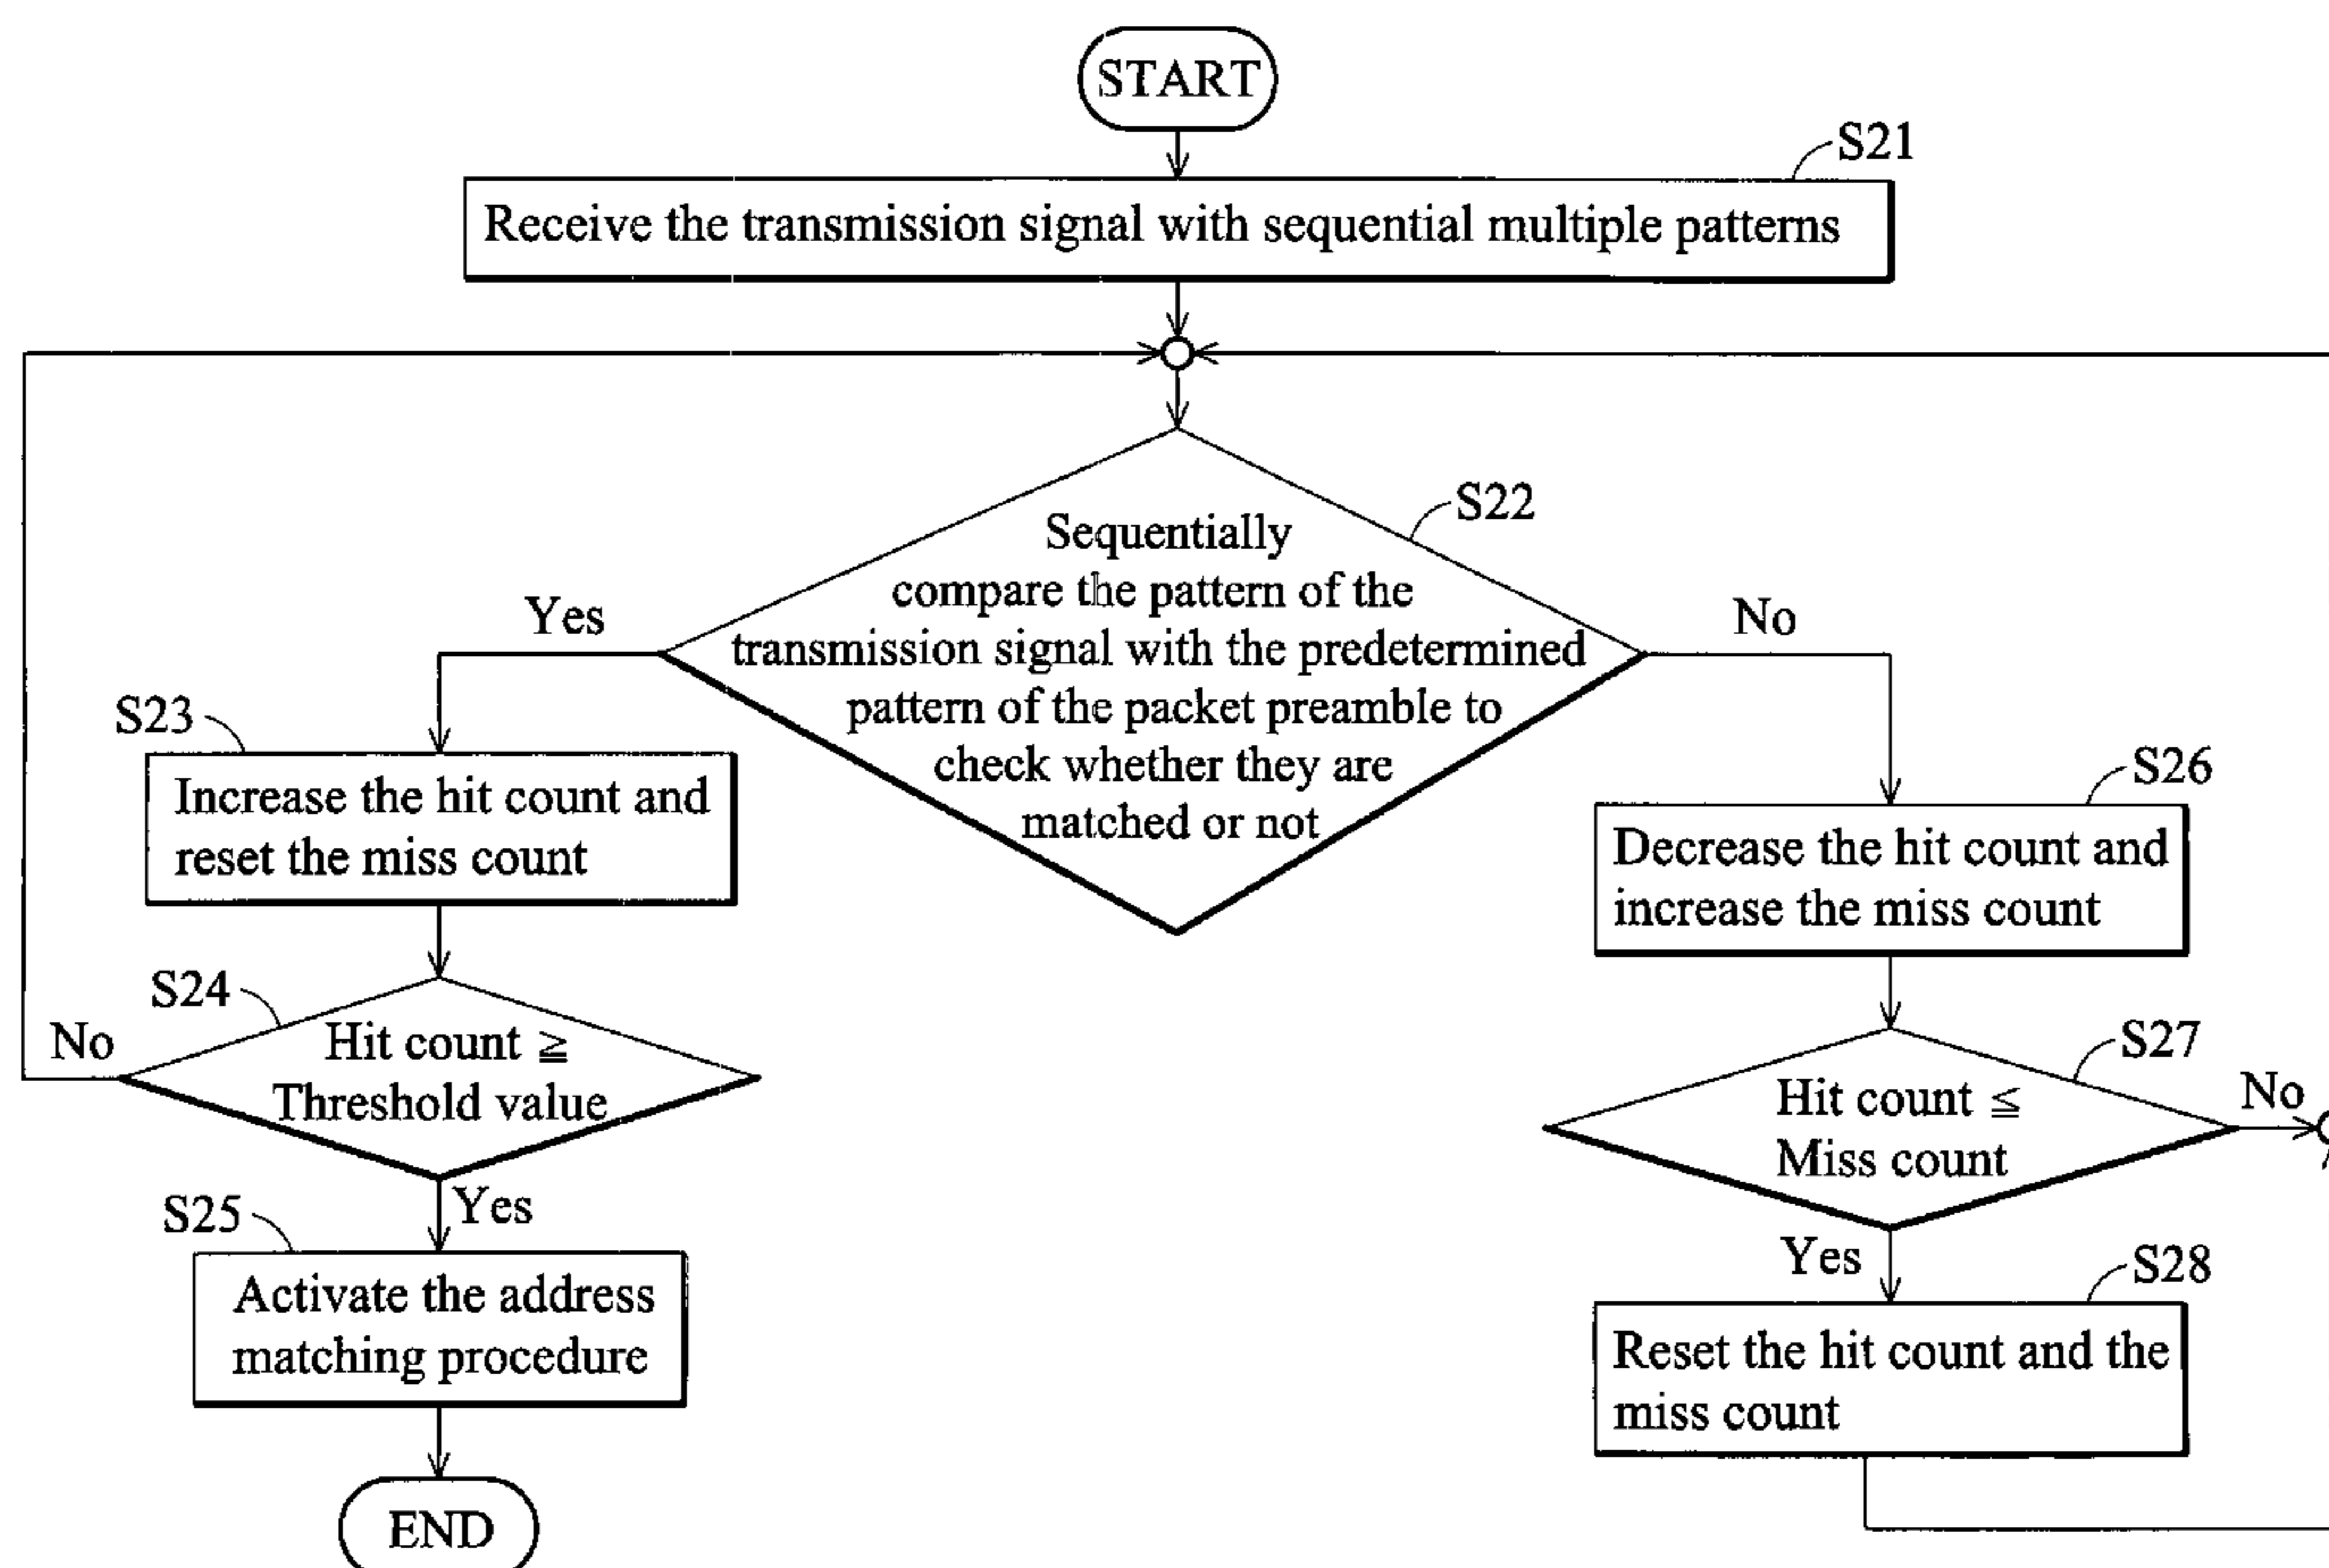 START
S21
Receive the transmission signal with sequential multiple patterns
S22
Sequentially
compare the pattern of the
transmission signal with the predetermined
pattern of the packet preamble to
check whether they are
matched or not
Yes
No
S23
Increase the hit count and
reset the miss count
S26
Decrease the hit count and
increase the miss count
S24
No
Hit count ≧
Threshold value
S27
Hit count ≦
Miss count
No
Yes
S25
Activate the address
matching procedure
Yes
S28
Reset the hit count and the
miss count
END